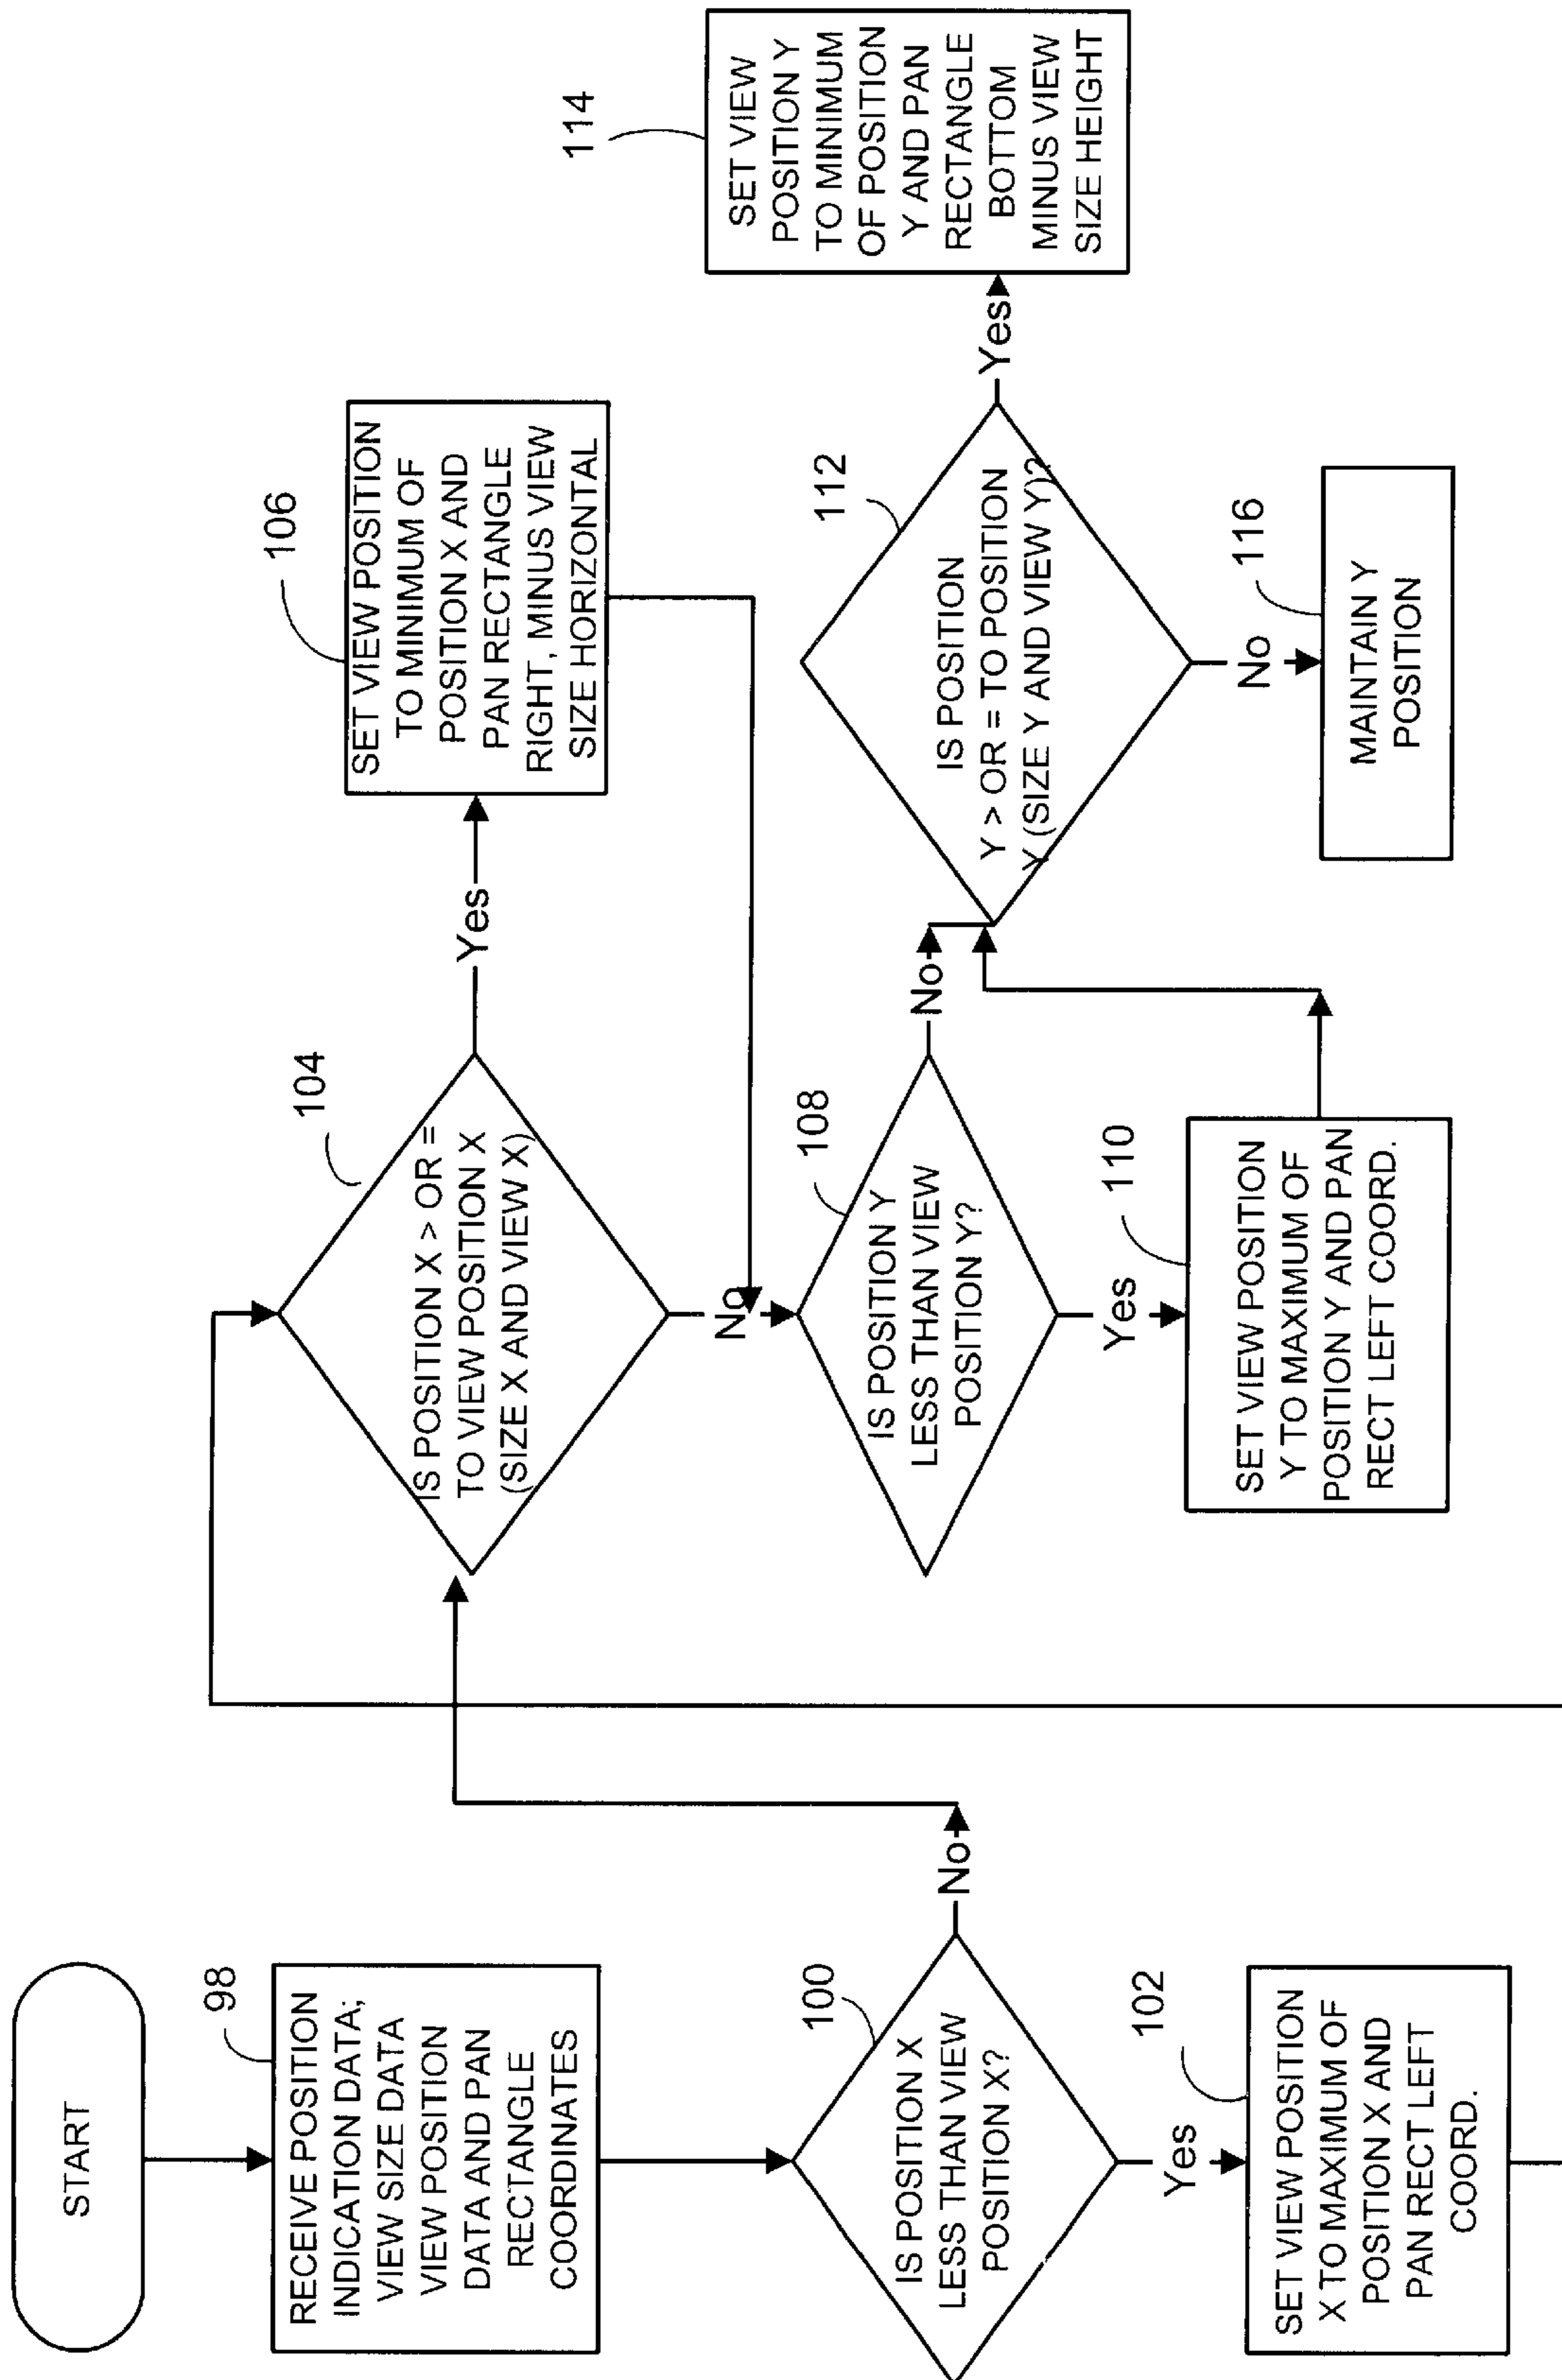 START
98
RECEIVE POSITION
INDICATION DATA;
VIEW SIZE DATA
VIEW POSITION
DATA AND PAN
RECTANGLE
COORDINATES
100
IS POSITION X
LESS THAN VIEW
POSITION X?
No
Yes
102
SET VIEW POSITION
X TO MAXIMUM OF
POSITION X AND
PAN RECT LEFT
COORD.
104
IS POSITION X > OR =
TO VIEW POSITION X
(SIZE X AND VIEW X)
Yes
No
106
SET VIEW POSITION
TO MINIMUM OF
POSITION X AND
PAN RECTANGLE
RIGHT, MINUS VIEW
SIZE HORIZONTAL
108
IS POSITION Y
LESS THAN VIEW
POSITION Y?
No
Yes
110
SET VIEW POSITION
Y TO MAXIMUM OF
POSITION Y AND PAN
RECT LEFT COORD.
112
IS POSITION
Y > OR = TO POSITION
Y (SIZE Y AND VIEW Y)?
Yes
No
114
SET VIEW
POSITION Y
TO MINIMUM
OF POSITION
Y AND PAN
RECTANGLE
BOTTOM
MINUS VIEW
SIZE HEIGHT
116
MAINTAIN Y
POSITION